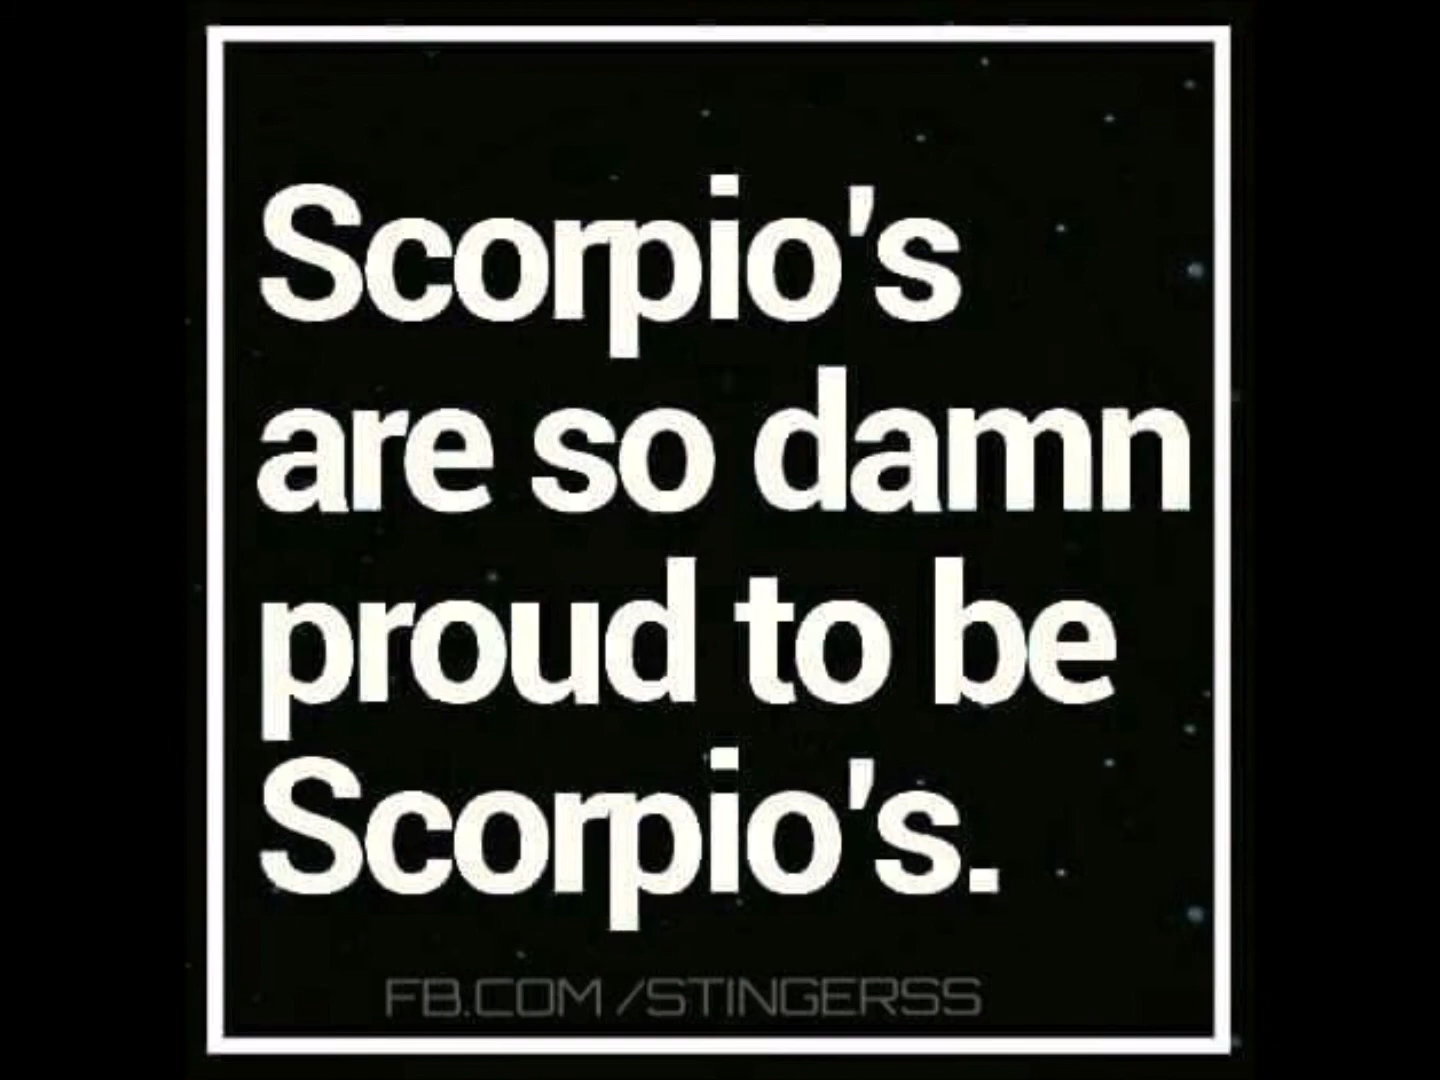 Scorpio's
are so damn
proud to be
Scorpio's.
FB.COM/STINGERSS